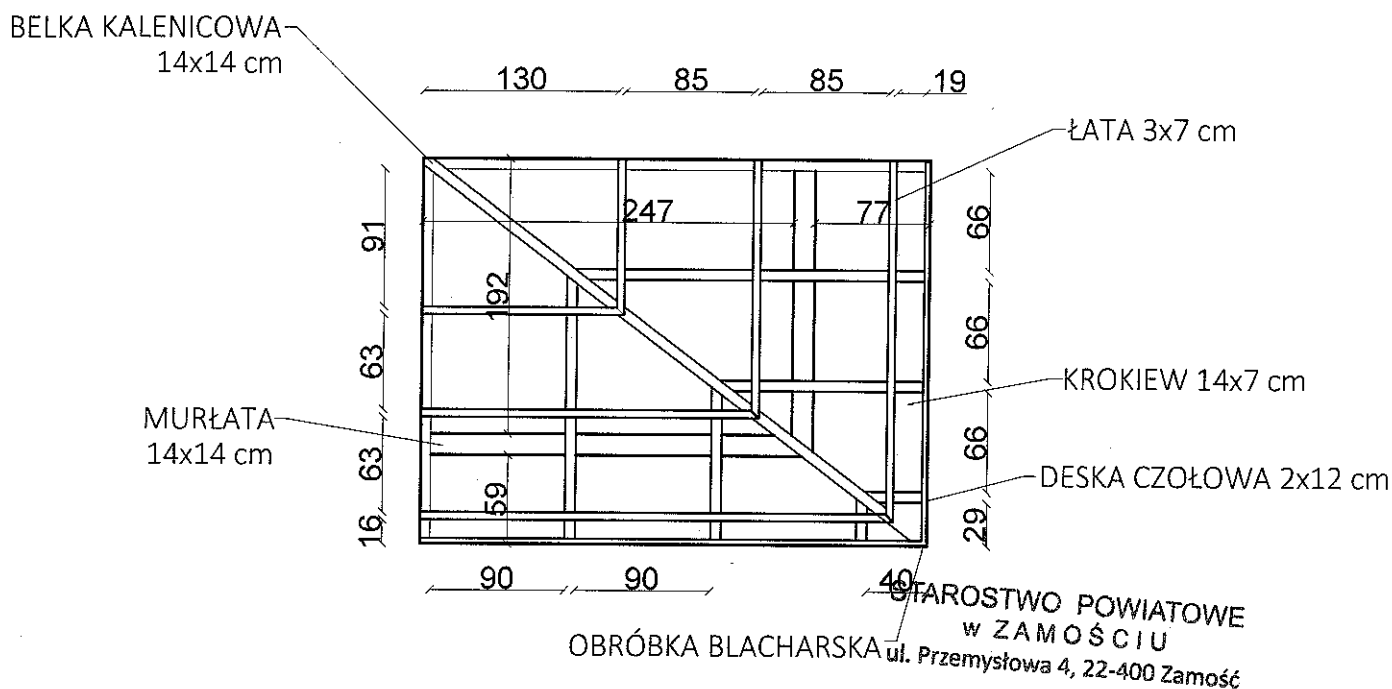 BELKA KALENICOWA
14x14 cm
130
85
85
19
ŁATA 3x7 cm
247
77
91
66
192
66
63
KROKIEW 14x7 cm
MURŁATA
14x14 cm
63
66
DESKA CZOŁOWA 2x12 cm
59
16
29
90
90
40
STAROSTWO POWIATOWE
w ZAMOŚCIU
OBRÓBKA BLACHARSKA
ul. Przemysłowa 4, 22-400 Zamość